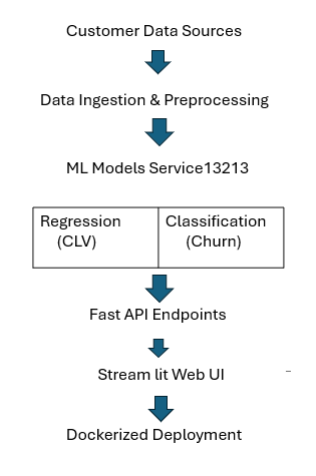 Customer Data Sources
Data Ingestion & Preprocessing
ML Models Service13213
Regression
(CLV)
Classification
(Churn)
Fast API Endpoints
Stream lit Web UI
Dockerized Deployment